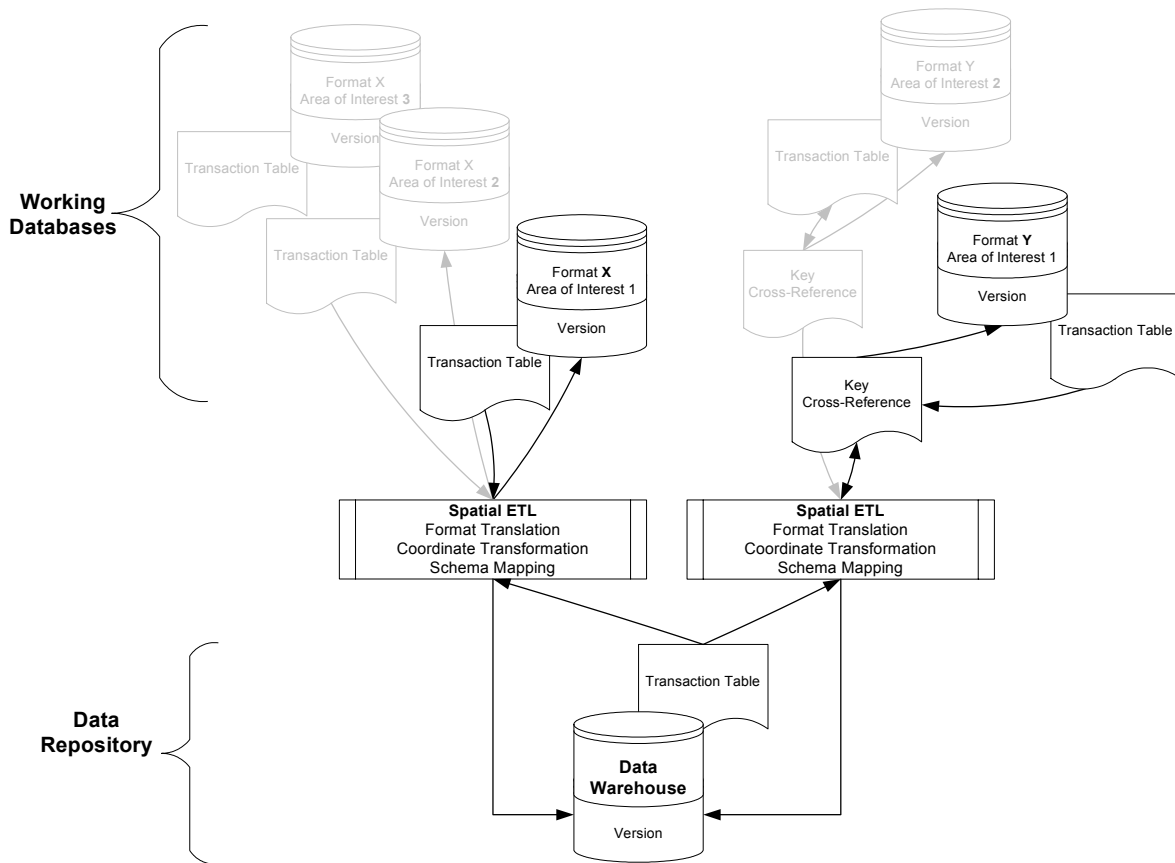 Format X
Area of Interest 3
Version
Transaction Table
Format X
Area of Interest 2
Version
Transaction Table
Format Y
Area of Interest 2
Version
Transaction Table
Key
Cross-Reference
Working
Databases
Format X
Area of Interest 1
Version
Transaction Table
Format Y
Area of Interest 1
Version
Transaction Table
Key
Cross-Reference
Spatial ETL
Format Translation
Coordinate Transformation
Schema Mapping
Spatial ETL
Format Translation
Coordinate Transformation
Schema Mapping
Data
Repository
Transaction Table
Data
Warehouse
Version